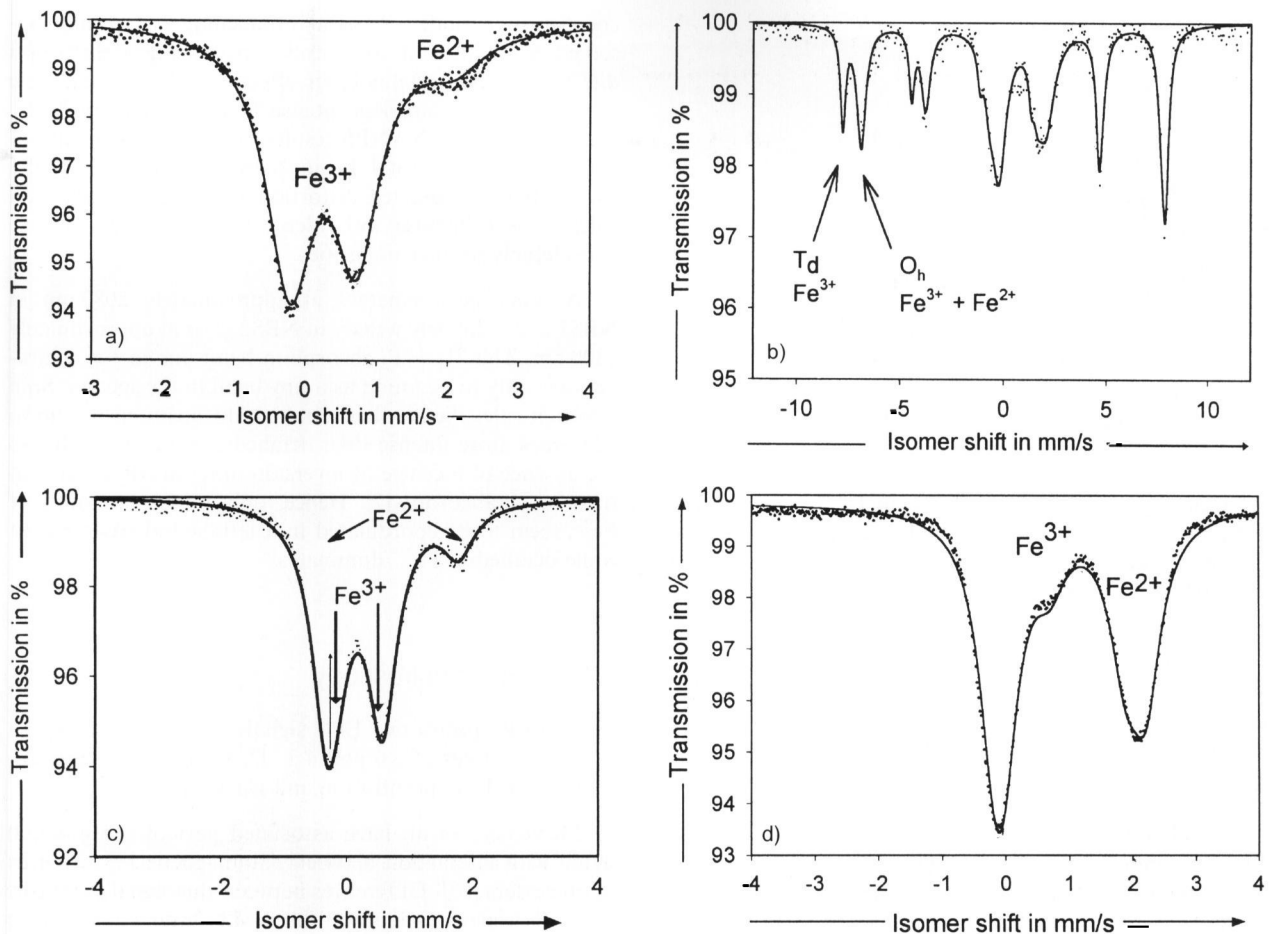 100
99
98
97
96
95
94
93
-3 -2 -1 0 1 2 3 4
Transmission in %
Isomer shift in mm/s
Fe2+
Fe3+
a)
100
99
98
97
96
95
-10 -5 0 5 10
Transmission in %
Isomer shift in mm/s
Td
Fe3+
Oh
Fe3+ + Fe2+
b)
100
98
96
94
92
-4 -2 0 2 4
Transmission in %
Isomer shift in mm/s
Fe2+
Fe3+
c)
100
99
98
97
96
95
94
93
-4 -3 -2 -1 0 1 2 3 4
Transmission in %
Isomer shift in mm/s
Fe3+
Fe2+
d)